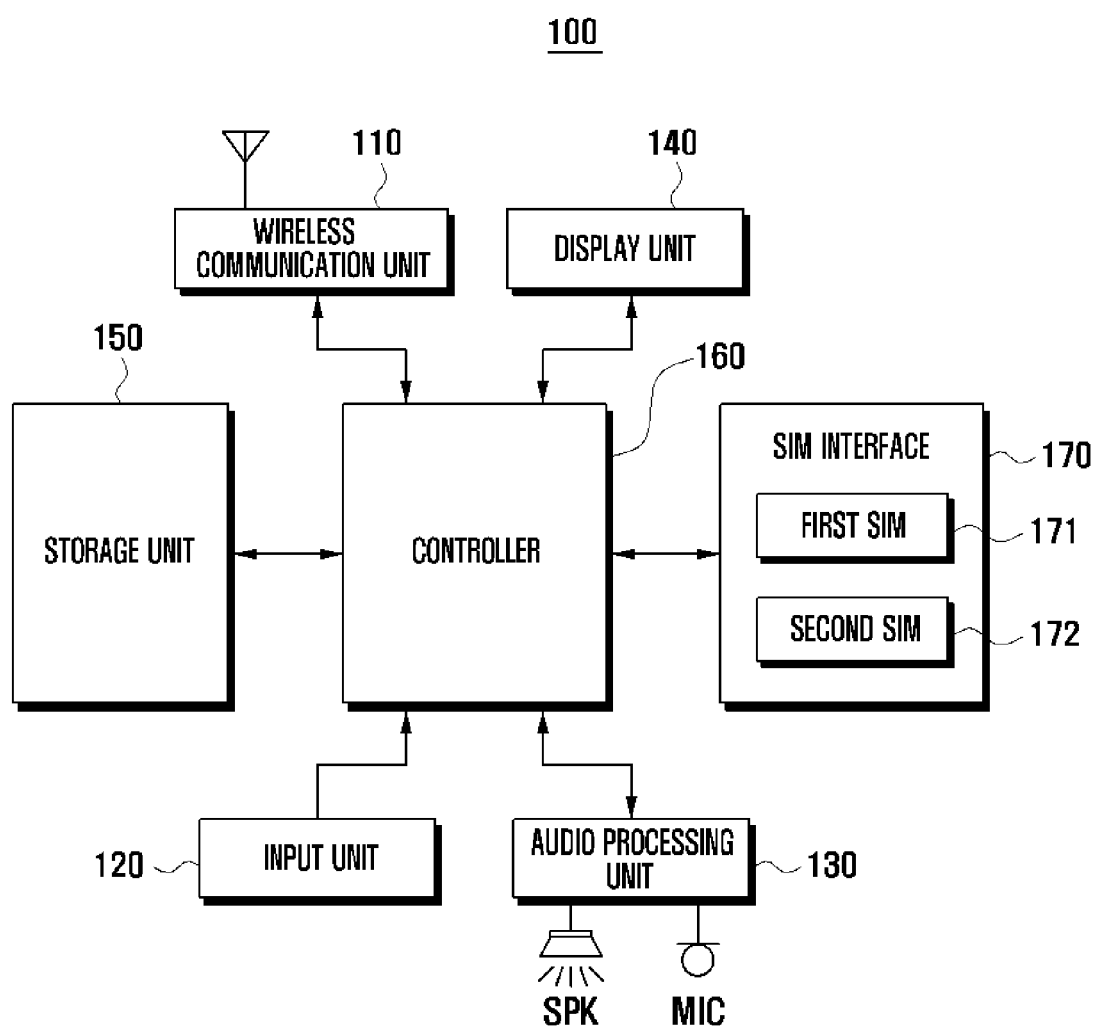 100
110
140
WIRELESS
COMMUNICATION UNIT
DISPLAY UNIT
150
160
SIM INTERFACE
170
FIRST SIM
171
STORAGE UNIT
CONTROLLER
SECOND SIM
172
120
INPUT UNIT
AUDIO PROCESSING
UNIT
130
SPK
MIC